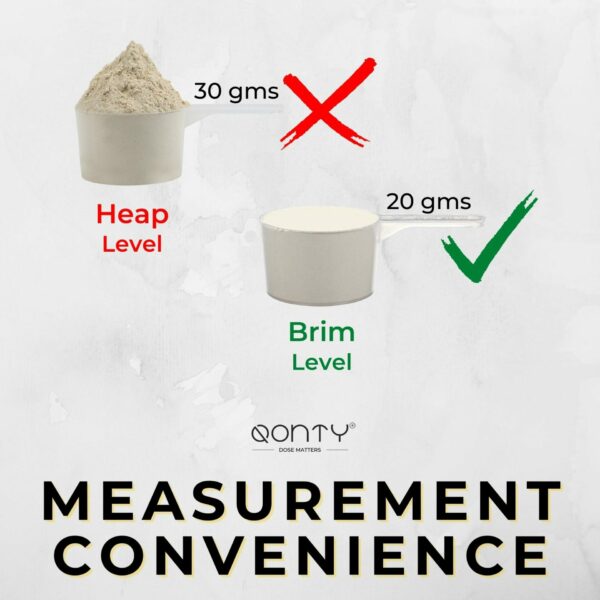 30 gms
Heap
Level
20 gms
Brim
Level
QONTY®
DOSE MATTERS
MEASUREMENT
CONVENIENCE